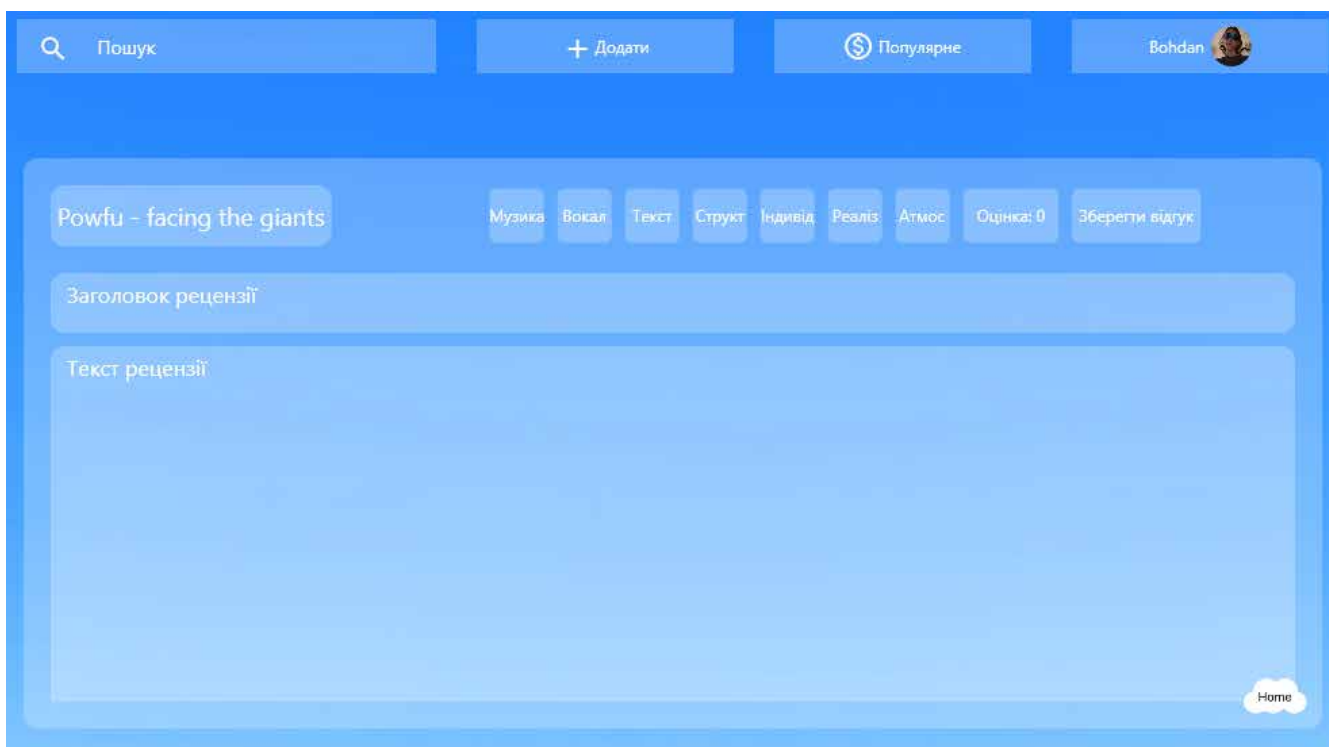 Пошук
Додати
Популярне
Bohdan
Powfu - facing the giants
Музика Вокал Текст Структ Індивід Реаліз Атмос Оцінка: 0 Зберегти відгук
Заголовок рецензії
Текст рецензії
Home